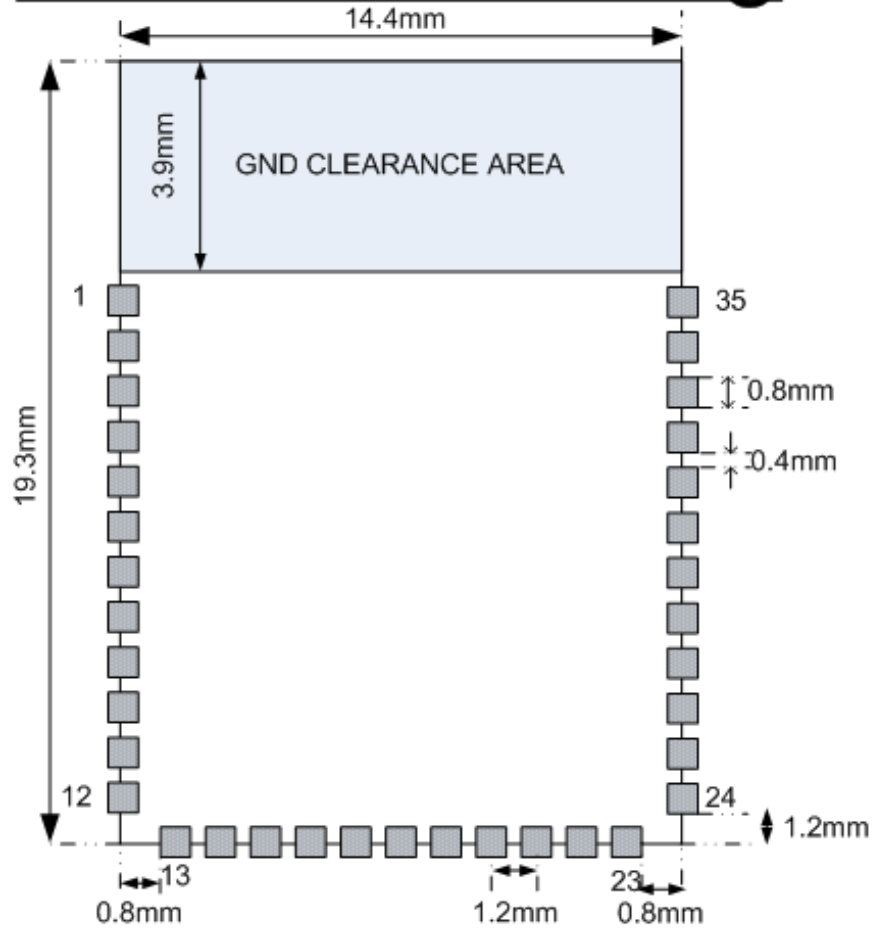 14.4mm
3.9mm
GND CLEARANCE AREA
19.3mm
1
35
0.8mm
0.4mm
12
24
1.2mm
13
23
0.8mm
1.2mm
0.8mm